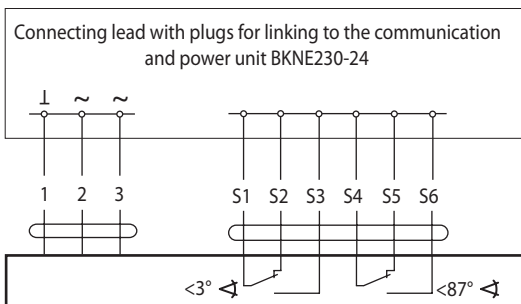 Connecting lead with plugs for linking to the communication
and power unit BKNE230-24
⊥ ~ ~
1 2 3 S1 S2 S3 S4 S5 S6
<3° <87°